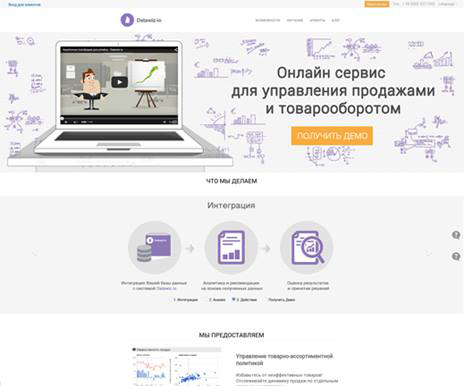 Вход для клиентов
Datawiz.io
ВОЗМОЖНОСТИ ОБУЧЕНИЕ КЛИЕНТЫ БЛОГ
Онлайн сервис
для управления продажами
и товарооборотом
ПОЛУЧИТЬ ДЕМО
ЧТО МЫ ДЕЛАЕМ
Интеграция
Интеграция Вашей базы данных
с системой Datawiz.io
Аналитика и рекомендации
на основе полученных данных
Оценка результатов
и принятие решений
1. Интеграция 2. Анализ 3. Действие Получить Демо
МЫ ПРЕДОСТАВЛЯЕМ
Управление товарно-ассортиментной
политикой
Избавьтесь от неэффективных товаров!
Отслеживайте динамику продаж по отдельным